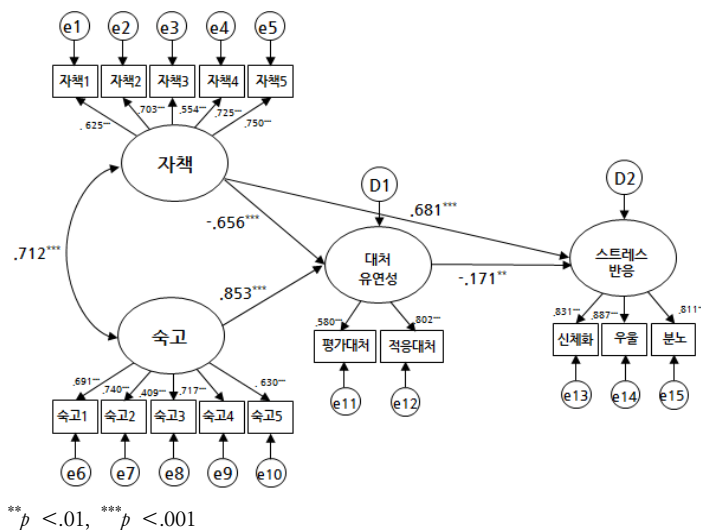 e1 e2 e3 e4 e5
자책1 자책2 자책3 자책4 자책5
.625*** .703*** .554*** .725*** .750***
자책
D1 D2
.681***
-.656***
.712***
대처
유연성
스트레스
반응
-.171**
.853***
숙고
.580*** .802*** .831*** .887*** .811***
평가대처 적응대처 신체화 우울 분노
e11 e12 e13 e14 e15
.691*** .740*** .409*** .717*** .630***
숙고1 숙고2 숙고3 숙고4 숙고5
e6 e7 e8 e9 e10
**p <.01, ***p <.001